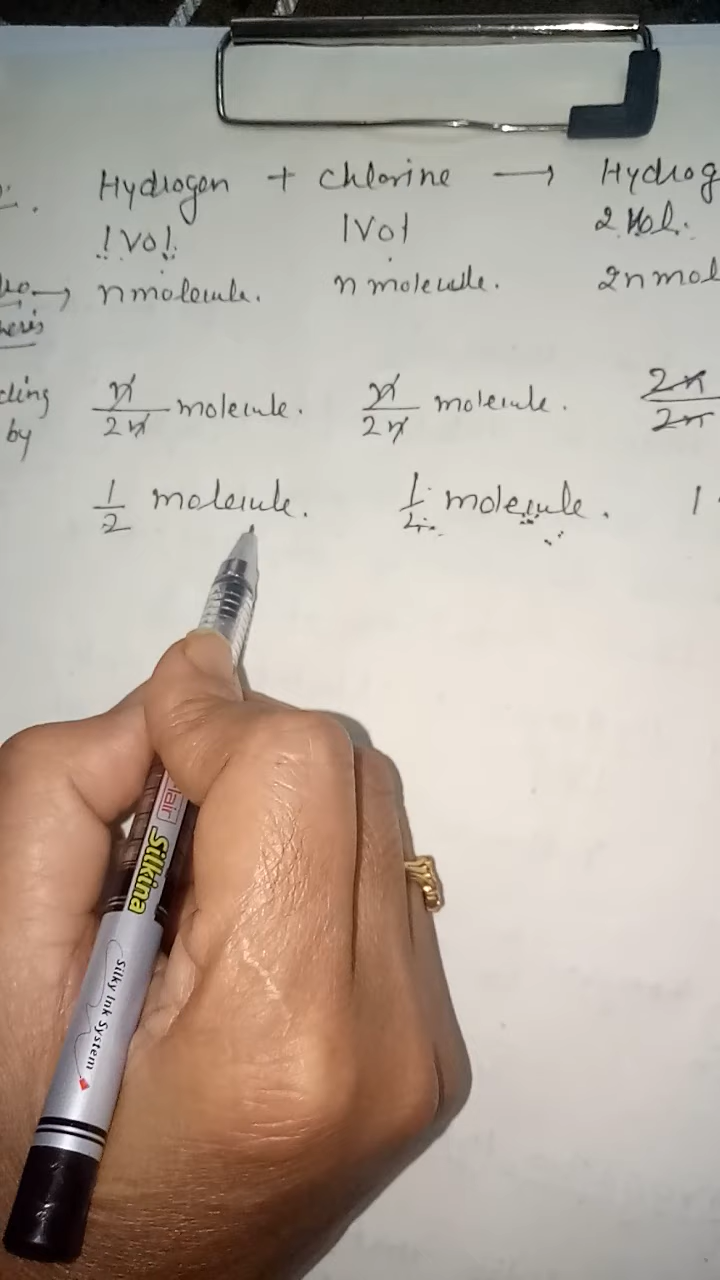 Hydrogen + chlorine → Hydrog
1 Vol. 1 Vol 2 Vol.
→ n molecule. n molecule. 2n mol
n/2n molecule. n/2n molecule. 2n/2n
by
1/2 molecule. 1/2 molecule. 1
Silkina
Silky Ink System